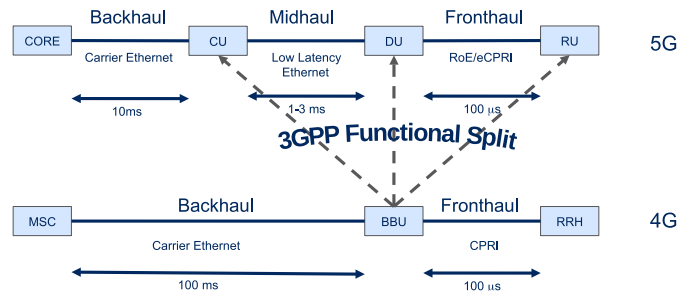 Backhaul Midhaul Fronthaul
CORE CU DU RU 5G
Carrier Ethernet Low Latency Ethernet RoE/eCPRI
10ms 1-3 ms 100 μs
3GPP Functional Split
Backhaul Fronthaul
MSC BBU RRH 4G
Carrier Ethernet CPRI
100 ms 100 μs